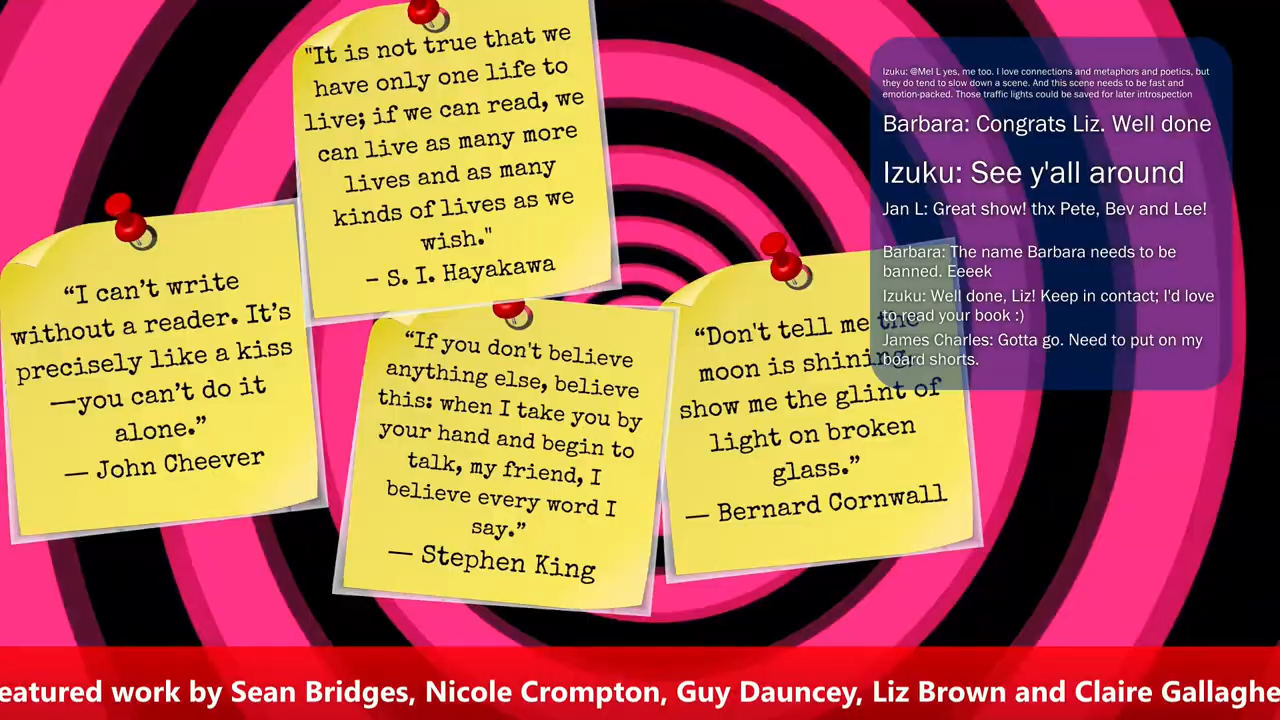 "It is not true that we
have only one life to
live; if we can read, we
can live as many more
lives and as many
kinds of lives as we
wish."
– S. I. Hayakawa
“I can’t write
without a reader. It’s
precisely like a kiss
—you can’t do it
alone.”
— John Cheever
“If you don't believe
anything else, believe
this: when I take you by
your hand and begin to
talk, my friend, I
believe every word I
say.”
— Stephen King
“Don't tell me the
moon is shining,
show me the glint of
light on broken
glass.”
— Bernard Cornwall
Izuku: @Mel L yes, me too. I love connections and metaphors and poetics, but
they do tend to slow down a scene. And this scene needs to be fast and
emotion-packed. Those traffic lights could be saved for later introspection
Barbara: Congrats Liz. Well done
Izuku: See y'all around
Jan L: Great show! thx Pete, Bev and Lee!
Barbara: The name Barbara needs to be
banned. Eeeek
Izuku: Well done, Liz! Keep in contact; I'd love
to read your book :)
James Charles: Gotta go. Need to put on my
board shorts.
eatured work by Sean Bridges, Nicole Crompton, Guy Dauncey, Liz Brown and Claire Gallaghe